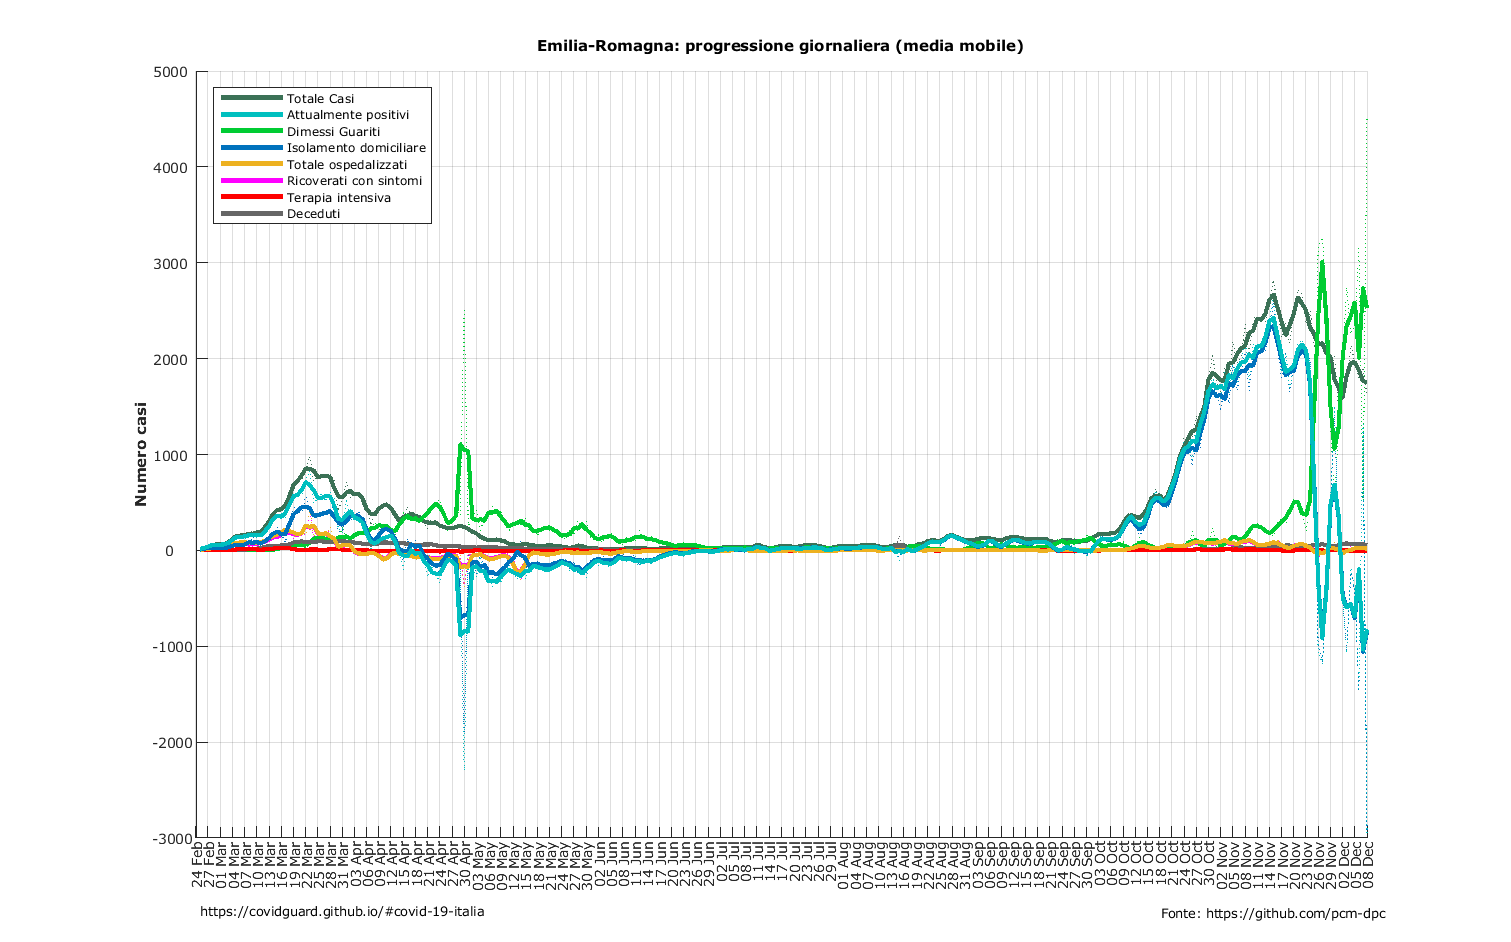 Emilia-Romagna: progressione giornaliera (media mobile)
5000
4000
3000
2000
1000
0
-1000
-2000
-3000
Numero casi
Totale Casi
Attualmente positivi
Dimessi Guariti
Isolamento domiciliare
Totale ospedalizzati
Ricoverati con sintomi
Terapia intensiva
Deceduti
24 Feb
27 Feb
01 Mar
04 Mar
07 Mar
10 Mar
13 Mar
16 Mar
19 Mar
22 Mar
25 Mar
28 Mar
31 Mar
03 Apr
06 Apr
09 Apr
12 Apr
15 Apr
18 Apr
21 Apr
24 Apr
27 Apr
30 Apr
03 May
06 May
09 May
12 May
15 May
18 May
21 May
24 May
27 May
30 May
02 Jun
05 Jun
08 Jun
11 Jun
14 Jun
17 Jun
20 Jun
23 Jun
26 Jun
29 Jun
02 Jul
05 Jul
08 Jul
11 Jul
14 Jul
17 Jul
20 Jul
23 Jul
26 Jul
29 Jul
01 Aug
04 Aug
07 Aug
10 Aug
13 Aug
16 Aug
19 Aug
22 Aug
25 Aug
28 Aug
31 Aug
03 Sep
06 Sep
09 Sep
12 Sep
15 Sep
18 Sep
21 Sep
24 Sep
27 Sep
30 Sep
03 Oct
06 Oct
09 Oct
12 Oct
15 Oct
18 Oct
21 Oct
24 Oct
27 Oct
30 Oct
02 Nov
05 Nov
08 Nov
11 Nov
14 Nov
17 Nov
20 Nov
23 Nov
26 Nov
29 Nov
02 Dec
05 Dec
08 Dec
https://covidguard.github.io/#covid-19-italia
Fonte: https://github.com/pcm-dpc